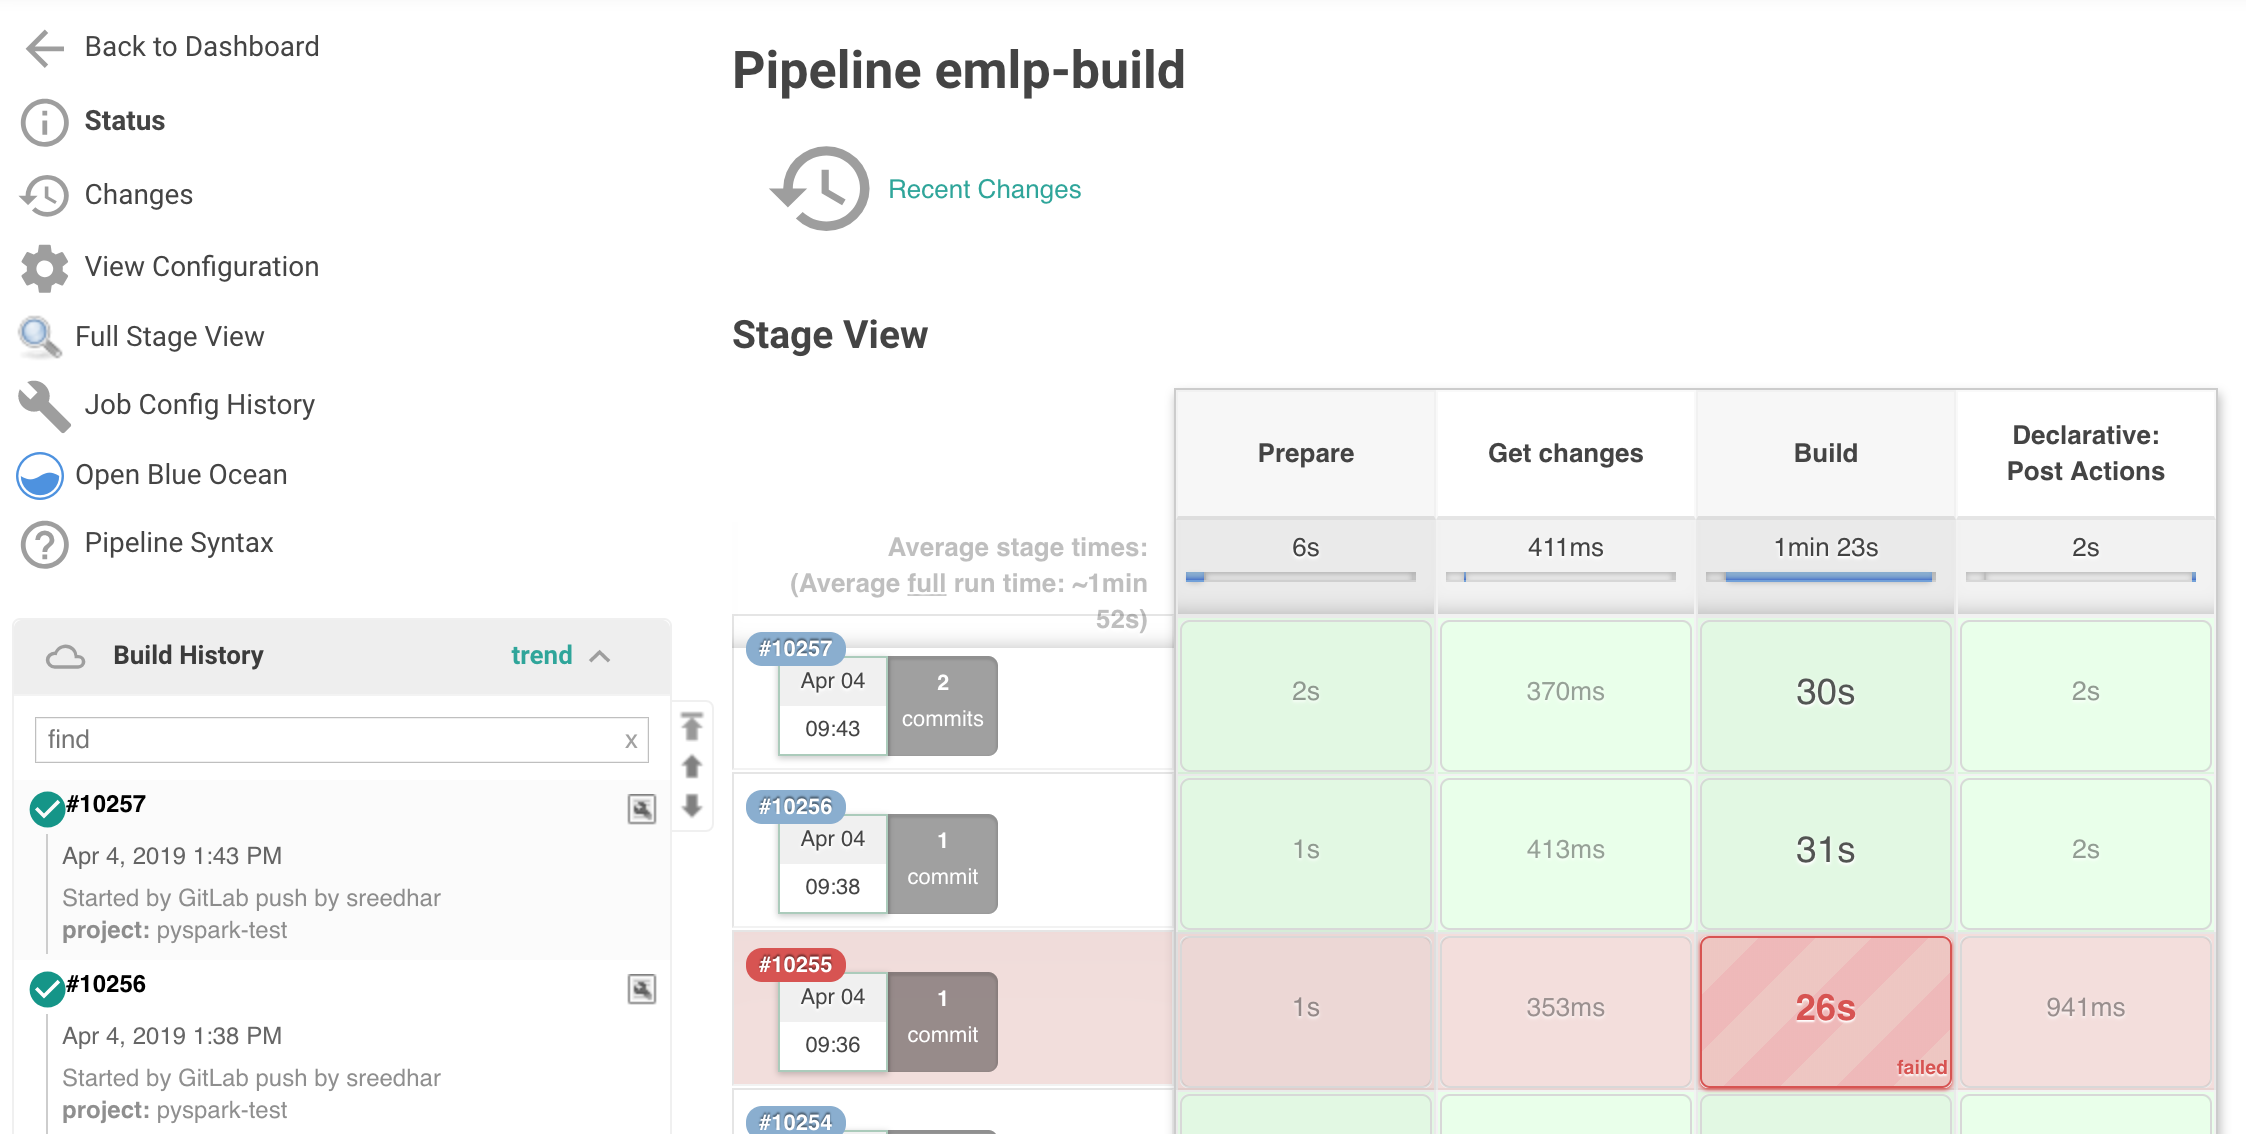 Back to Dashboard
Status
Changes
View Configuration
Full Stage View
Job Config History
Open Blue Ocean
Pipeline Syntax
Build History trend
find x
#10257
Apr 4, 2019 1:43 PM
Started by GitLab push by sreedhar
project: pyspark-test
#10256
Apr 4, 2019 1:38 PM
Started by GitLab push by sreedhar
project: pyspark-test
Pipeline emlp-build
Recent Changes
Stage View
Prepare
Get changes
Build
Declarative:
Post Actions
Average stage times:
(Average full run time: ~1min
52s)
6s
411ms
1min 23s
2s
#10257
Apr 04
09:43
2
commits
2s
370ms
30s
2s
#10256
Apr 04
09:38
1
commit
1s
413ms
31s
2s
#10255
Apr 04
09:36
1
commit
1s
353ms
26s
failed
941ms
#10254